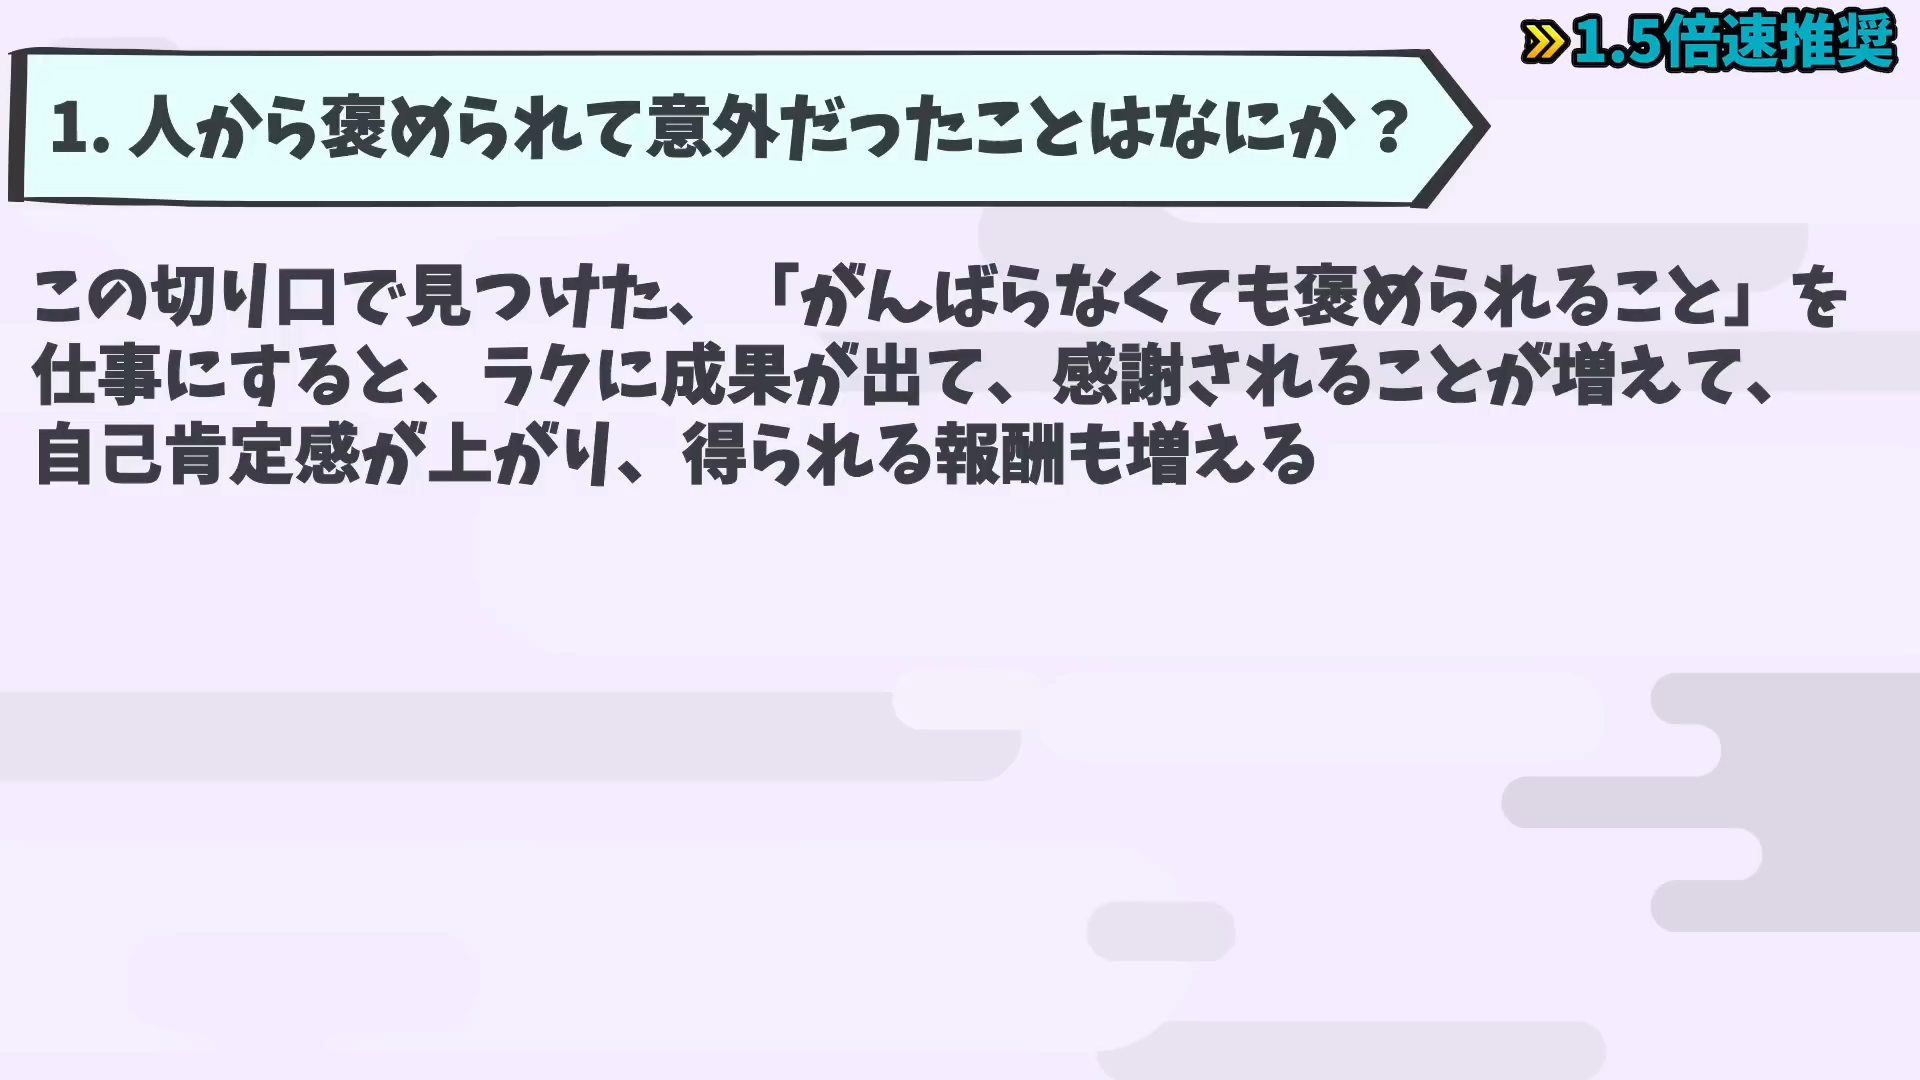 1.5倍速推奨
1. 人から褒められて意外だったことはなにか？
この切り口で見つけた、「がんばらなくても褒められること」を
仕事にすると、ラクに成果が出て、感謝されることが増えて、
自己肯定感が上がり、得られる報酬も増える